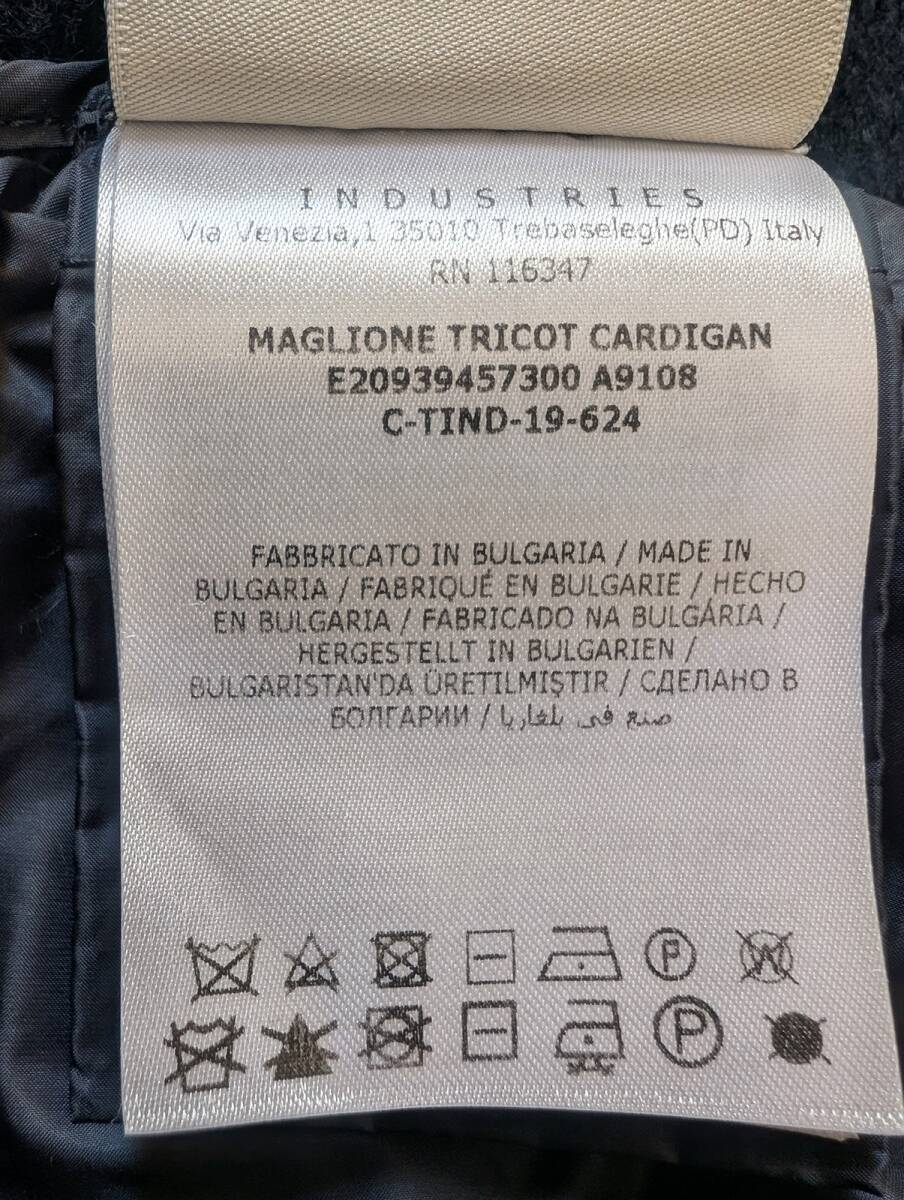 INDUSTRIES
Via Venezia,1 35010 Trebaseleghe(PD) Italy
RN 116347
MAGLIONE TRICOT CARDIGAN
E20939457300 A9108
C-TIND-19-624
FABBRICATO IN BULGARIA / MADE IN
BULGARIA / FABRIQUÉ EN BULGARIE / HECHO
EN BULGARIA / FABRICADO NA BULGÁRIA /
HERGESTELLT IN BULGARIEN /
BULGARISTAN'DA ÜRETILMIŞTIR / СДЕЛАНО В
БОЛГАРИИ / صنع في بلغاريا
P W
P